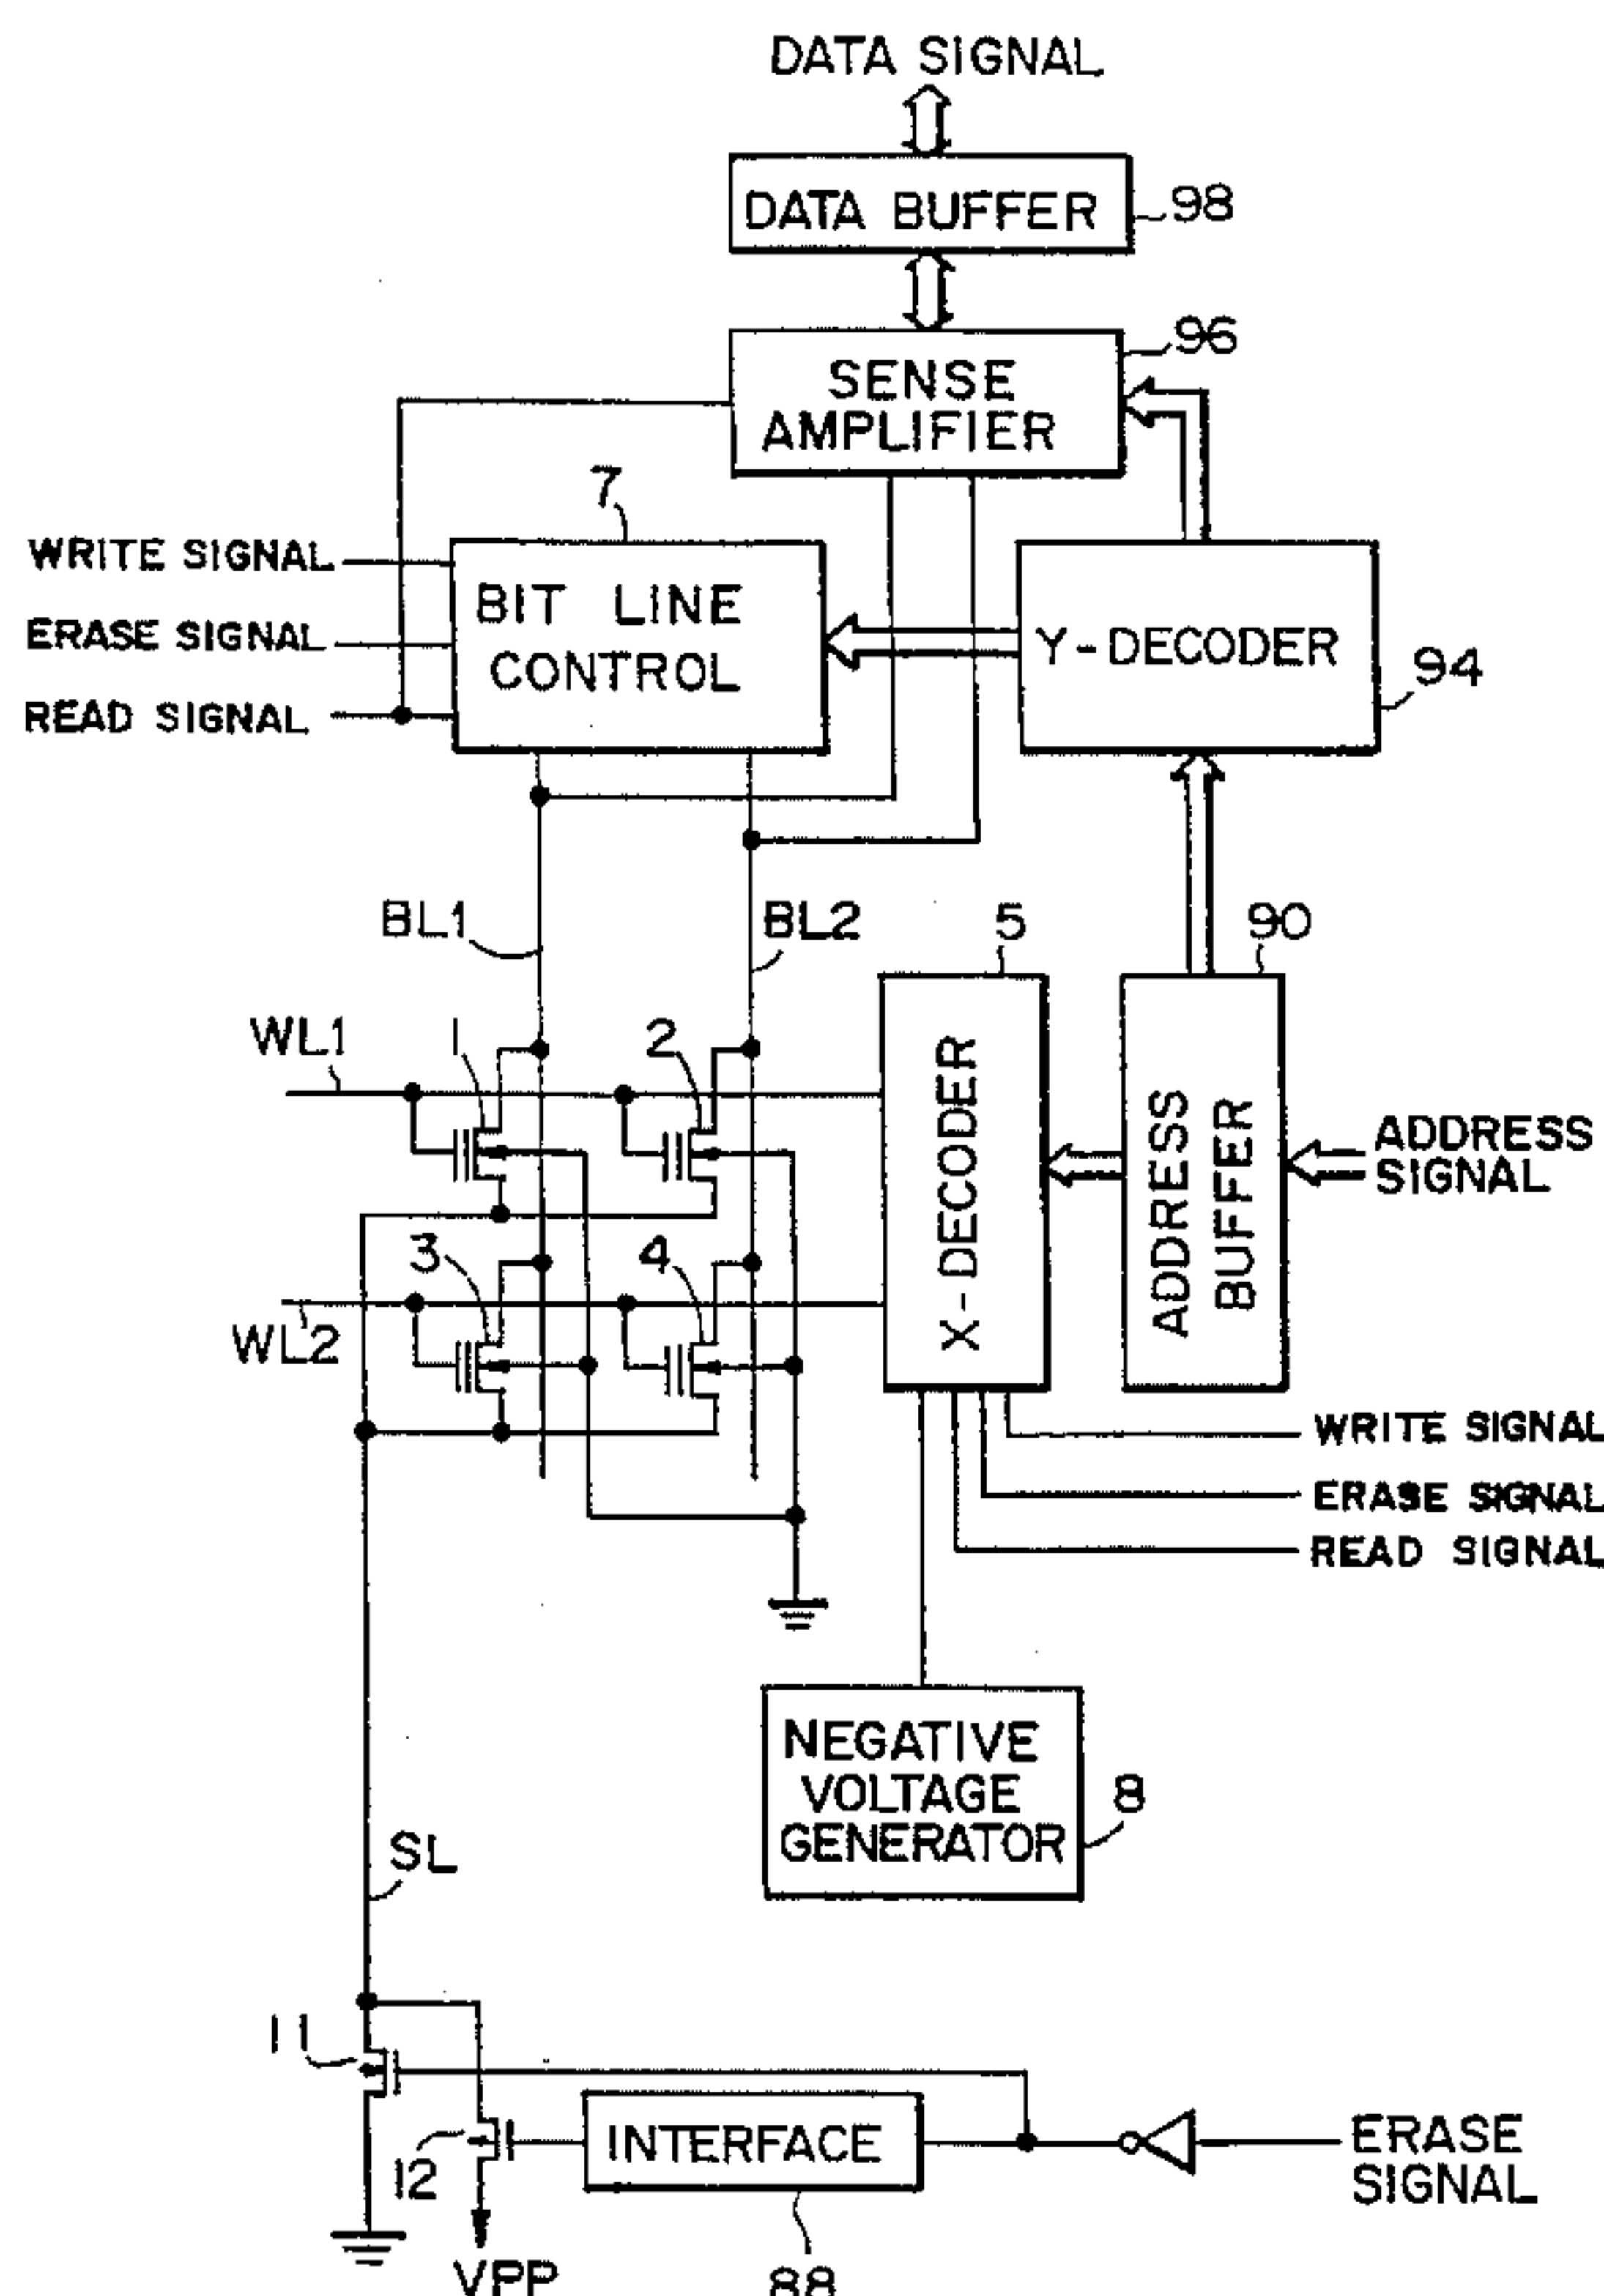 DATA SIGNAL
DATA BUFFER
98
SENSE
AMPLIFIER
96
7
WRITE SIGNAL
ERASE SIGNAL
READ SIGNAL
BIT LINE
CONTROL
Y-DECODER
94
BL1
BL2
5
90
WL1
1
2
X-DECODER
ADDRESS
BUFFER
ADDRESS
SIGNAL
3
4
WL2
WRITE SIGNAL
ERASE SIGNAL
READ SIGNAL
NEGATIVE
VOLTAGE
GENERATOR
8
SL
11
12
INTERFACE
ERASE
SIGNAL
VPP
88